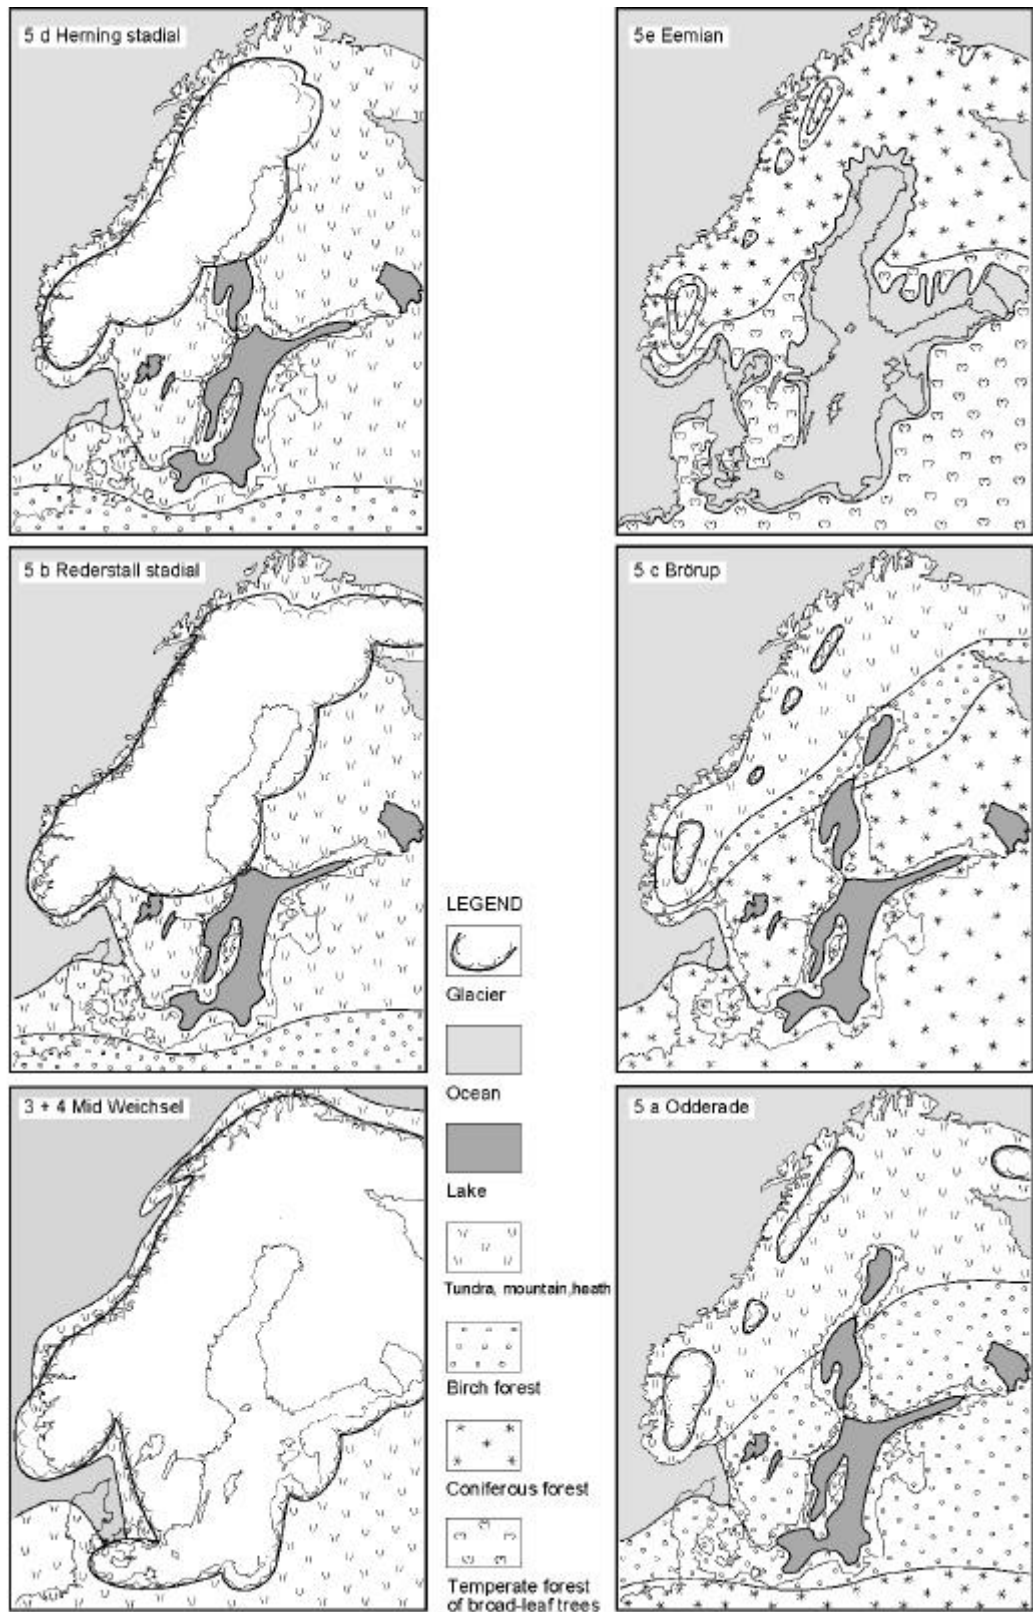 5 d Herning stadial
5e Eemian
5 b Rederstall stadial
5 c Brörup
LEGEND
Glacier
Ocean
3 + 4 Mid Weichsel
5 a Odderade
Lake
Tundra, mountain,heath
Birch forest
Coniferous forest
Temperate forest
of broad-leaf trees